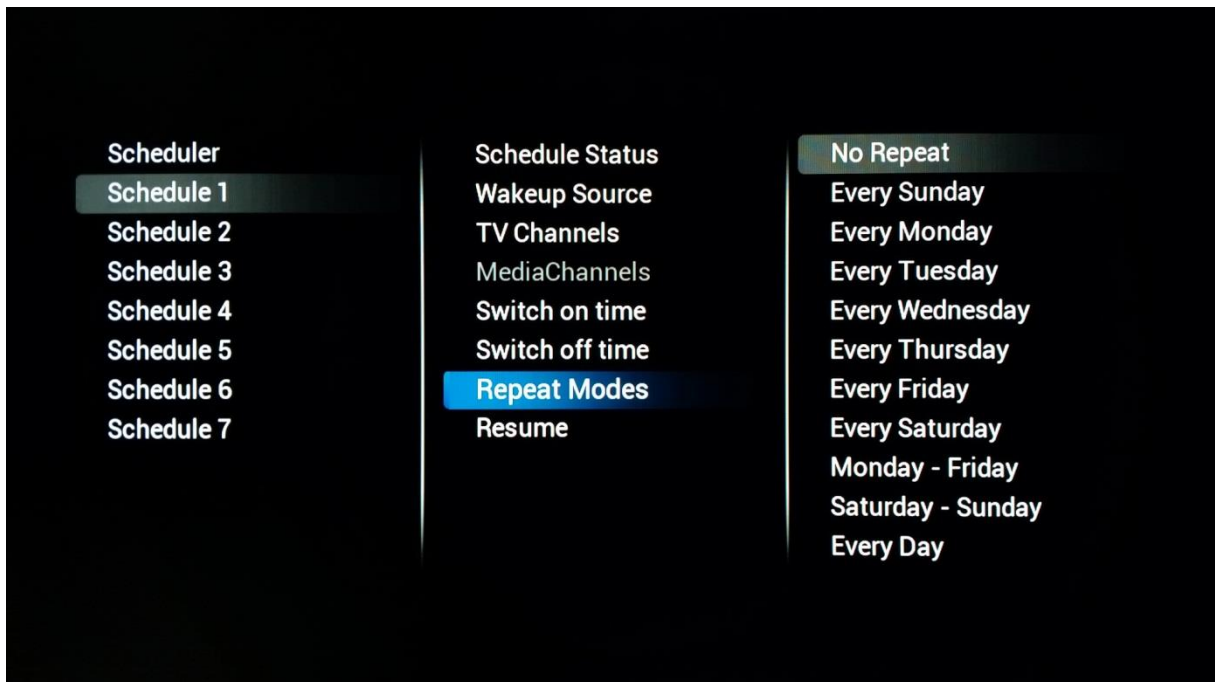 Scheduler
Schedule 1
Schedule 2
Schedule 3
Schedule 4
Schedule 5
Schedule 6
Schedule 7
Schedule Status
Wakeup Source
TV Channels
MediaChannels
Switch on time
Switch off time
Repeat Modes
Resume
No Repeat
Every Sunday
Every Monday
Every Tuesday
Every Wednesday
Every Thursday
Every Friday
Every Saturday
Monday - Friday
Saturday - Sunday
Every Day